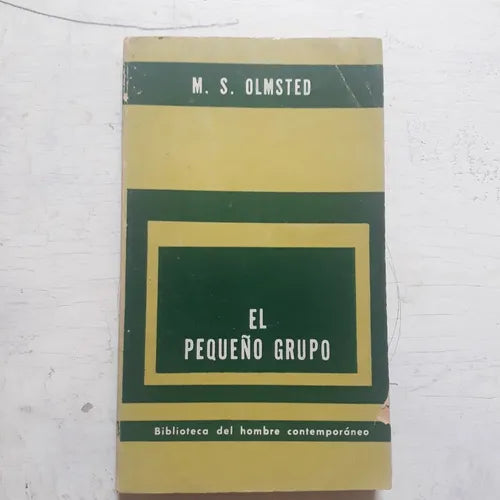 M. S. OLMSTED
EL
PEQUEÑO GRUPO
Biblioteca del hombre contemporáneo